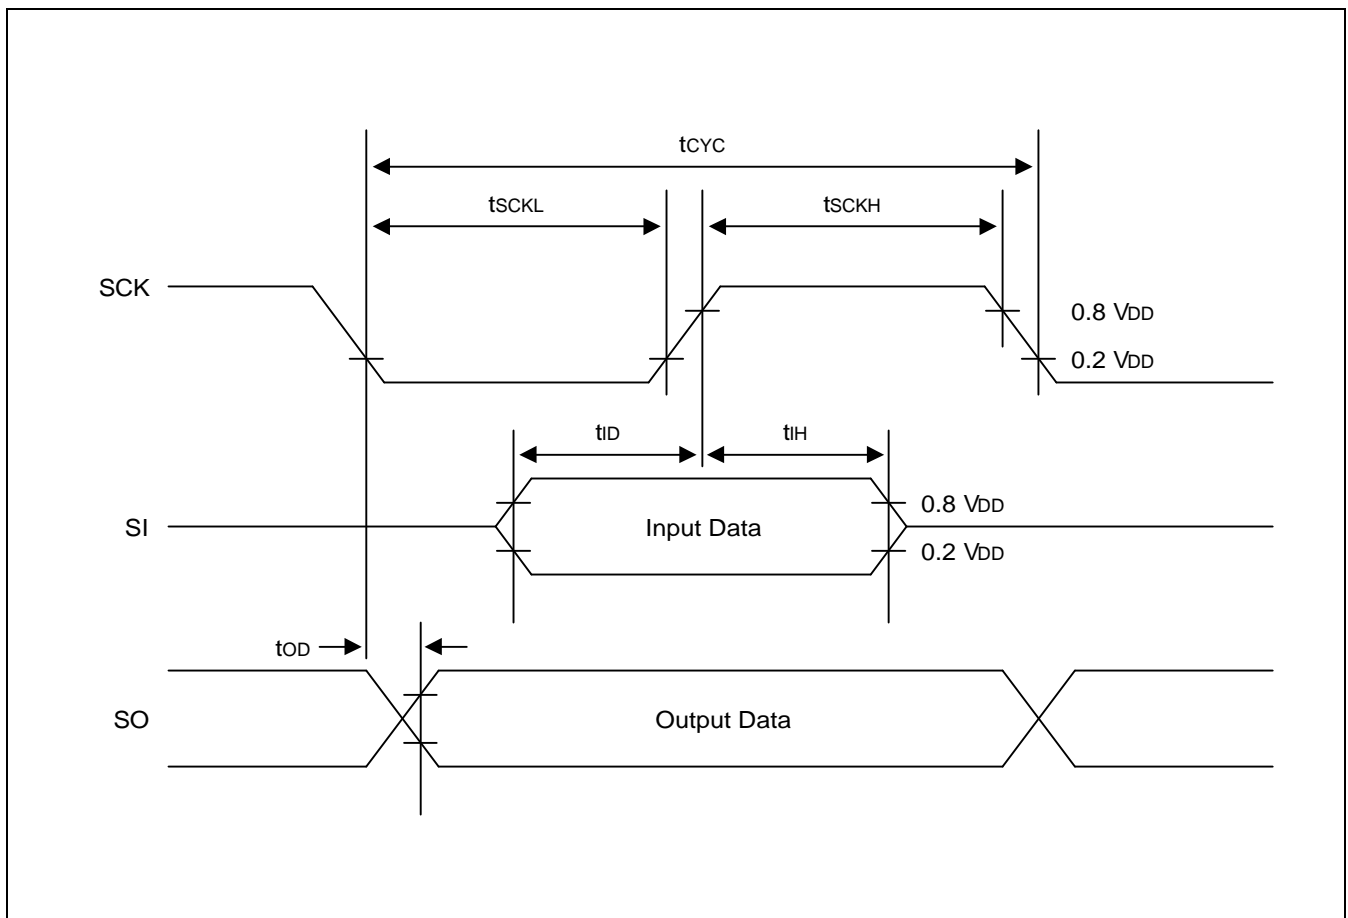 tCYC
tSCKL
tSCKH
SCK
0.8 VDD
0.2 VDD
tID
tIH
0.8 VDD
SI
Input Data
0.2 VDD
tOD
SO
Output Data